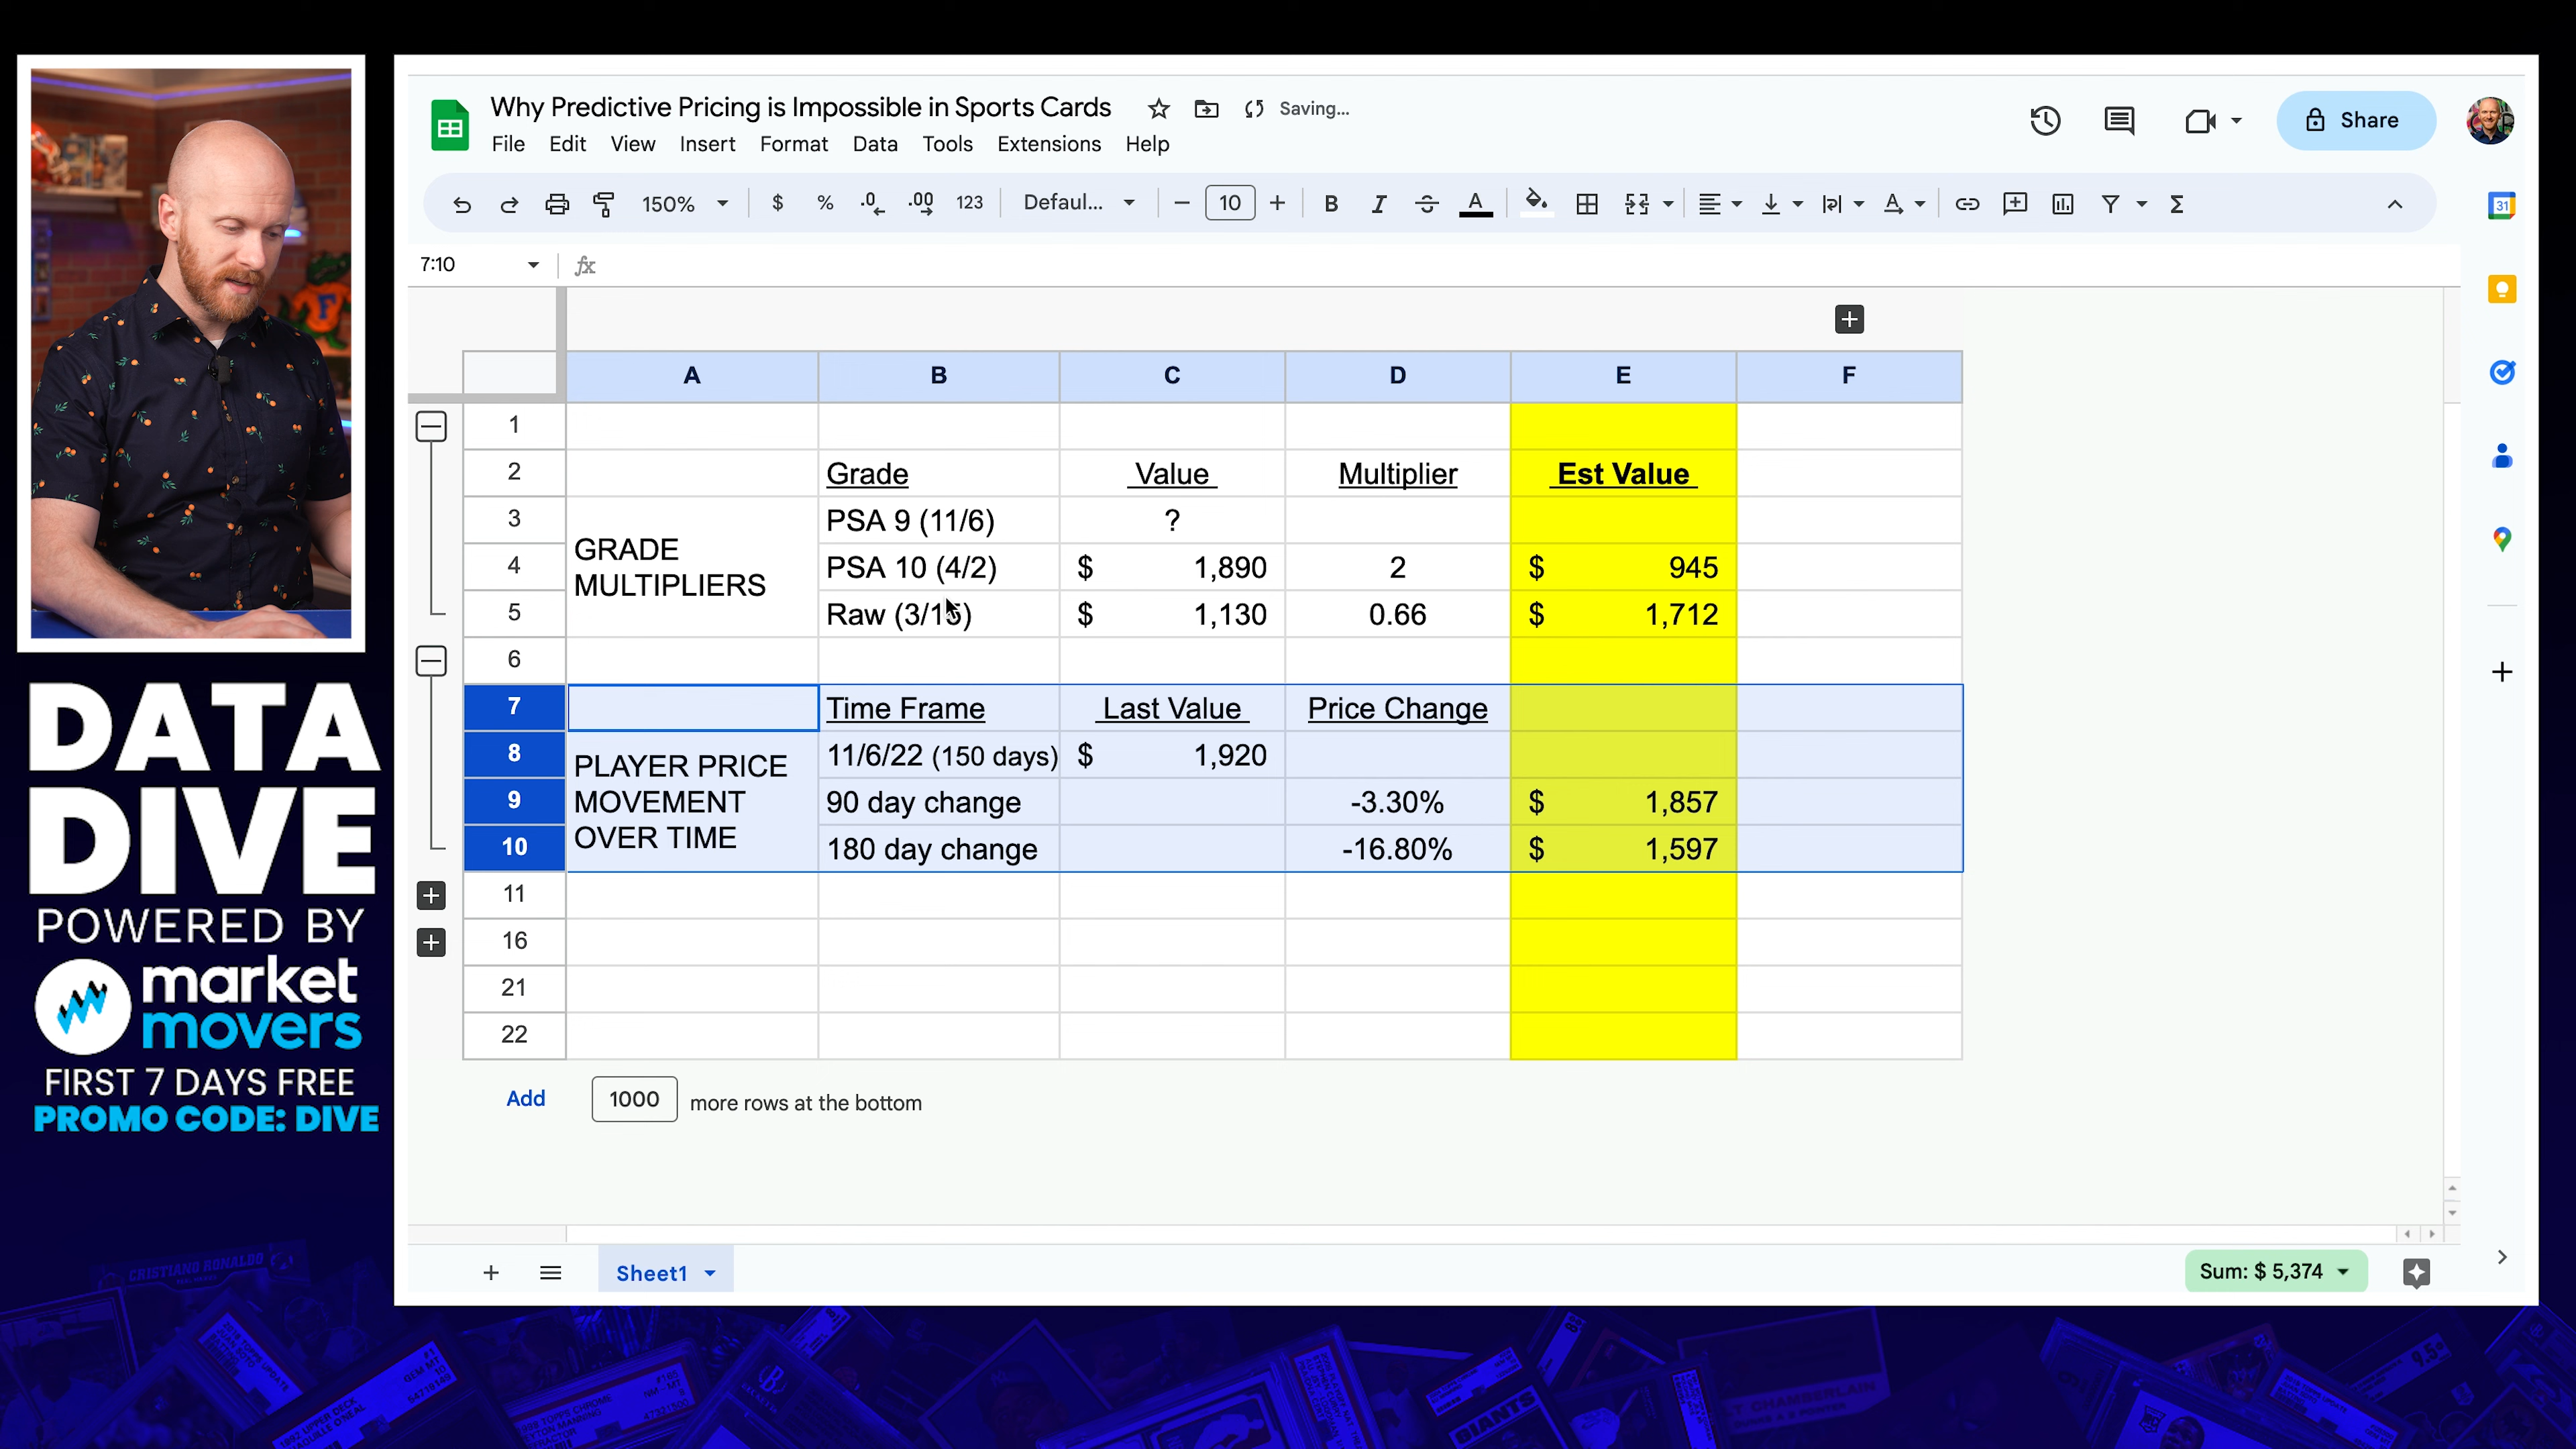 Why Predictive Pricing is Impossible in Sports Cards
Saving...
File Edit View Insert Format Data Tools Extensions Help
Share
150% $ % .0 .00 123 Defaul... 10 B I A Σ
31
7:10 fx
A B C D E F
1
2 Grade Value Multiplier Est Value
3 PSA 9 (11/6) ?
GRADE
MULTIPLIERS
4 PSA 10 (4/2) $ 1,890 2 $ 945
5 Raw (3/15) $ 1,130 0.66 $ 1,712
6
7 Time Frame Last Value Price Change
8 11/6/22 (150 days) $ 1,920
PLAYER PRICE
MOVEMENT
OVER TIME
9 90 day change -3.30% $ 1,857
10 180 day change -16.80% $ 1,597
11
16
21
22
Add 1000 more rows at the bottom
Sheet1
Sum: $ 5,374
DATA
DIVE
POWERED BY
market
movers
FIRST 7 DAYS FREE
PROMO CODE: DIVE
CRISTIANO RONALDO
GIANTS